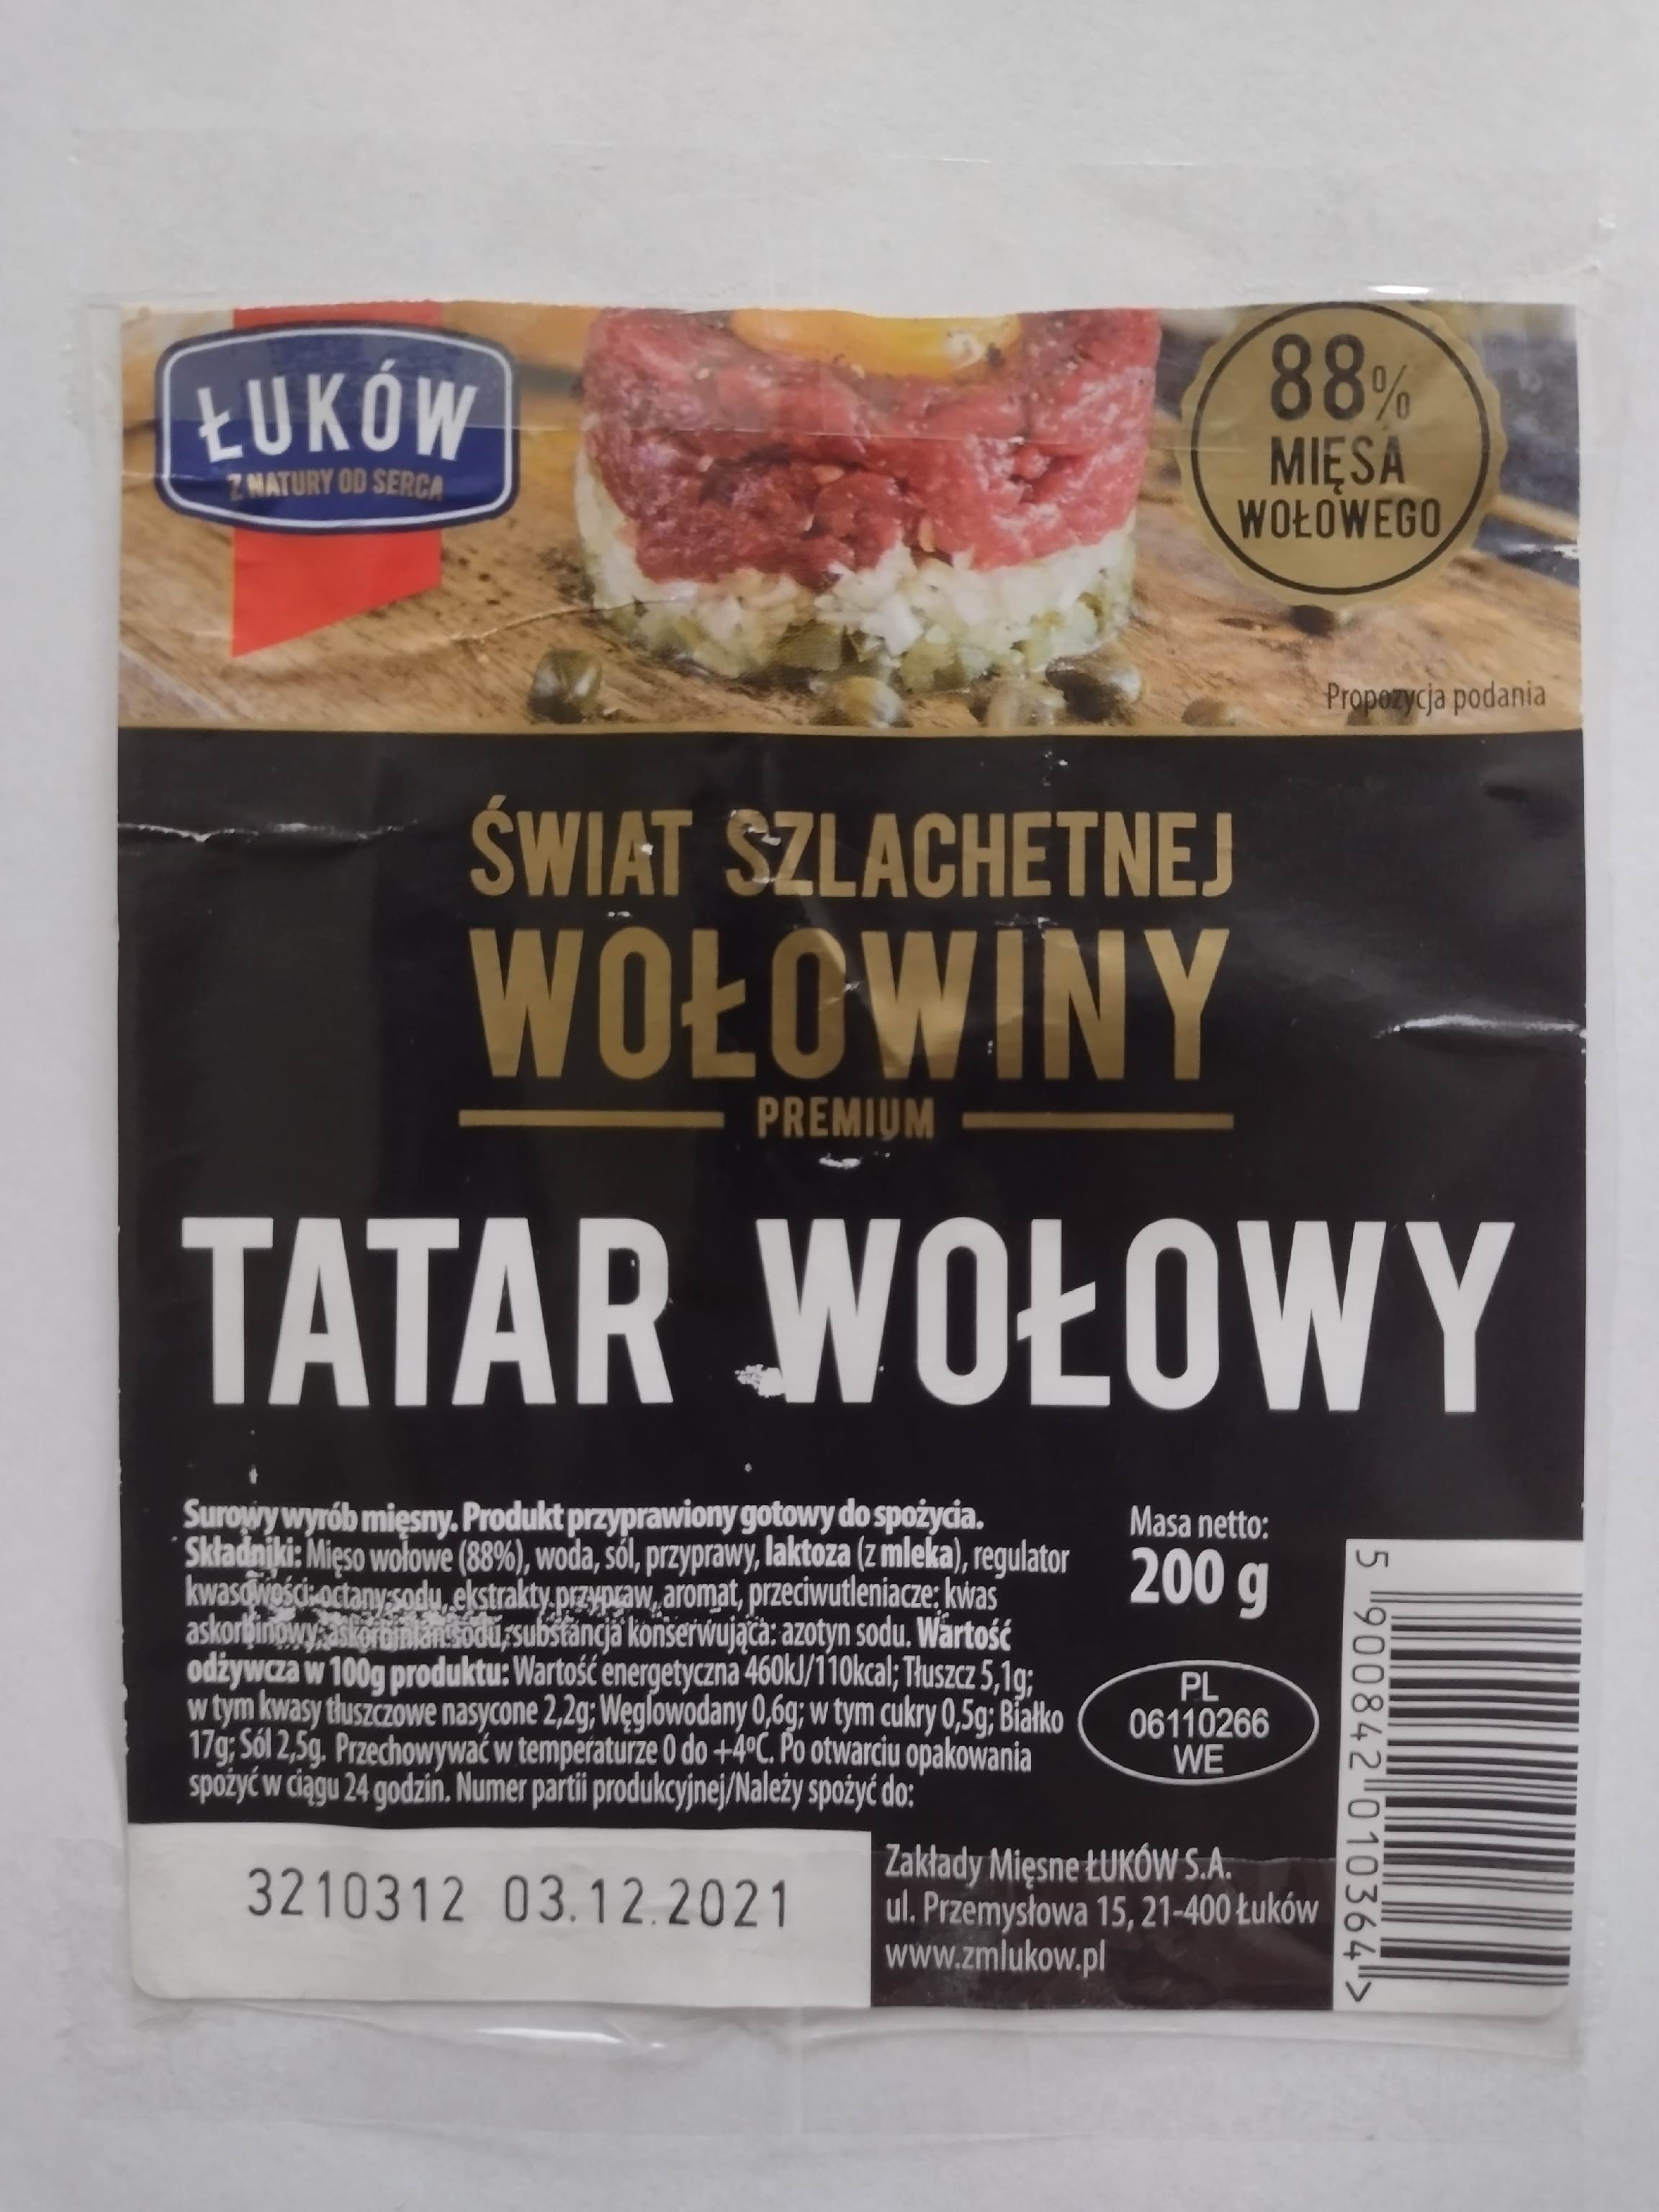 ŁUKÓW
Z NATURY OD SERCA
88%
MIĘSA
WOŁOWEGO
Propozycja podania
ŚWIAT SZLACHETNEJ
WOŁOWINY
PREMIUM
TATAR WOŁOWY
Surowy wyrób mięsny. Produkt przyprawiony gotowy do spożycia.
Składniki: Mięso wołowe (88%), woda, sól, przyprawy, laktoza (z mleka), regulator
kwasowości: octany sodu, ekstrakty przypraw, aromat, przeciwutleniacze: kwas
askorbinowy, askorbinian sodu, substancja konserwująca: azotyn sodu. Wartość
odżywcza w 100g produktu: Wartość energetyczna 460kJ/110kcal; Tłuszcz 5,1g;
w tym kwasy tłuszczowe nasycone 2,2g; Węglowodany 0,6g; w tym cukry 0,5g; Białko
17g; Sól 2,5g. Przechowywać w temperaturze 0 do +4ºC. Po otwarciu opakowania
spożyć w ciągu 24 godzin. Numer partii produkcyjnej/Należy spożyć do:
3210312 03.12.2021
Masa netto:
200 g
PL
06110266
WE
Zakłady Mięsne ŁUKÓW S.A.
ul. Przemysłowa 15, 21-400 Łuków
www.zmlukow.pl
5 900842 010364 >